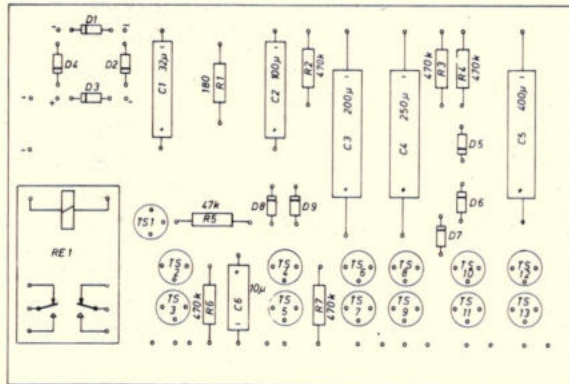 D1
D4
D2
D3
C1
32µ
180
R1
C2
100µ
R2
470k
C3
200µ
C4
250µ
470k
R3
R4
470k
C5
400µ
D5
D6
D7
RE1
TS1
47k
R5
D8
D9
TS
TS
3
R6
470k
C6
10µ
TS
4
TS
5
R7
470k
TS
6
TS
7
TS
8
TS
9
TS
10
TS
11
TS
12
TS
13